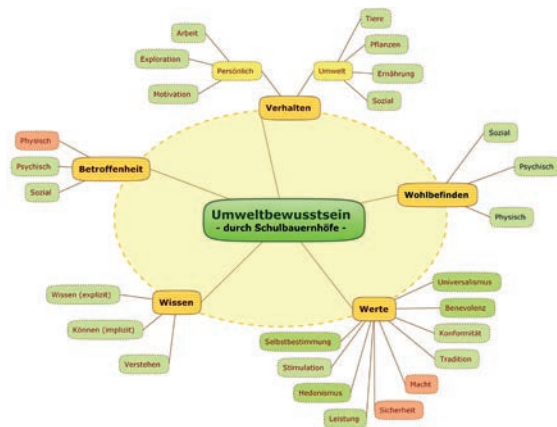 Tiere
Arbeit
Pflanzen
Exploration
Persönlich
Umwelt
Ernährung
Motivation
Sozial
Verhalten
Physisch
Sozial
Psychisch
Betroffenheit
Psychisch
Sozial
Wohlbefinden
Umweltbewusstsein
- durch Schulbauernhöfe -
Physisch
Wissen (explizit)
Wissen
Werte
Universalismus
Benevolenz
Können (implizit)
Konformität
Selbstbestimmung
Verstehen
Tradition
Stimulation
Macht
Hedonismus
Sicherheit
Leistung